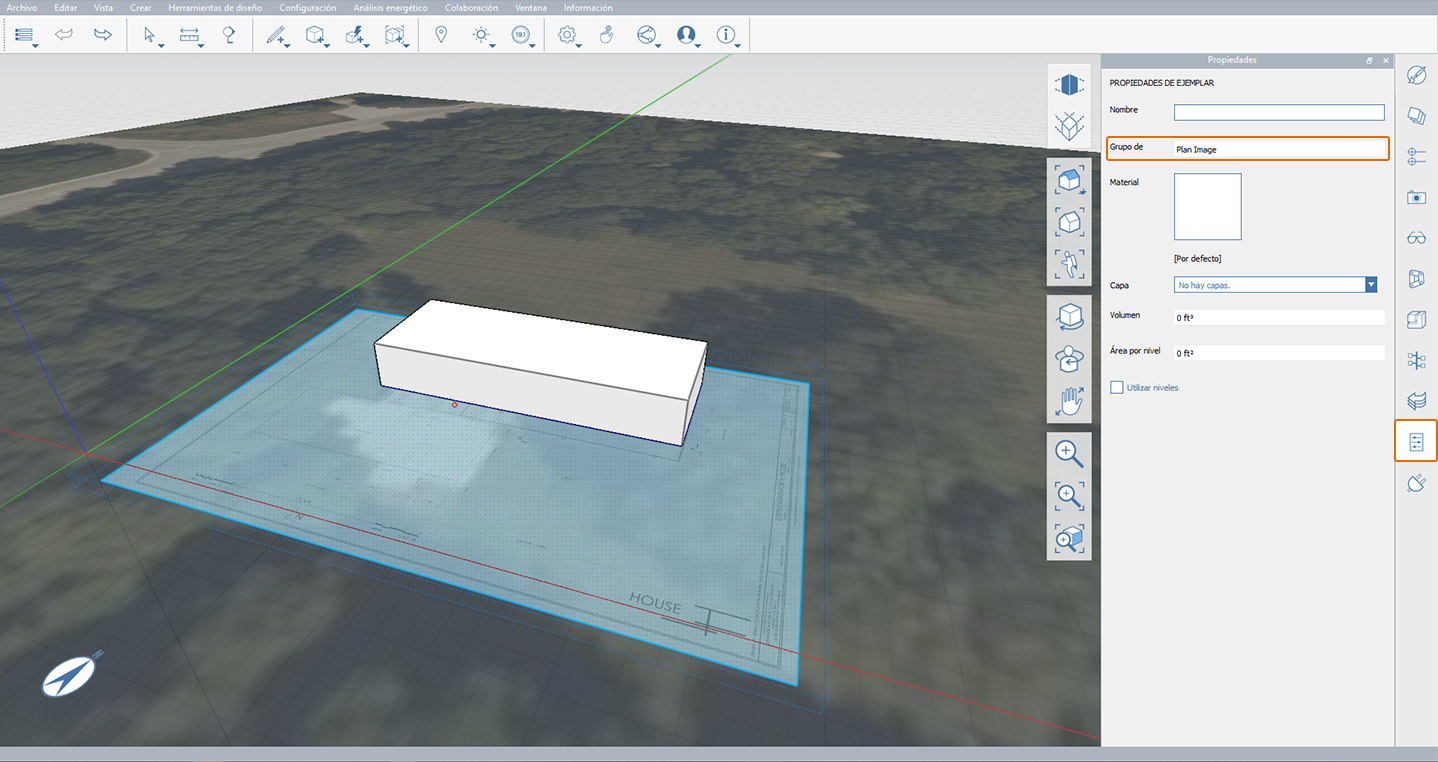 Archivo Editar Vista Crear Herramientas de diseño Configuración Análisis energético Colaboración Ventana Información
19.1
Propiedades
PROPIEDADES DE EJEMPLAR
Nombre
Grupo de Plan Image
Material
[Por defecto]
Capa No hay capas.
Volumen 0 ft³
Área por nivel 0 ft²
Utilizar niveles
HOUSE
N